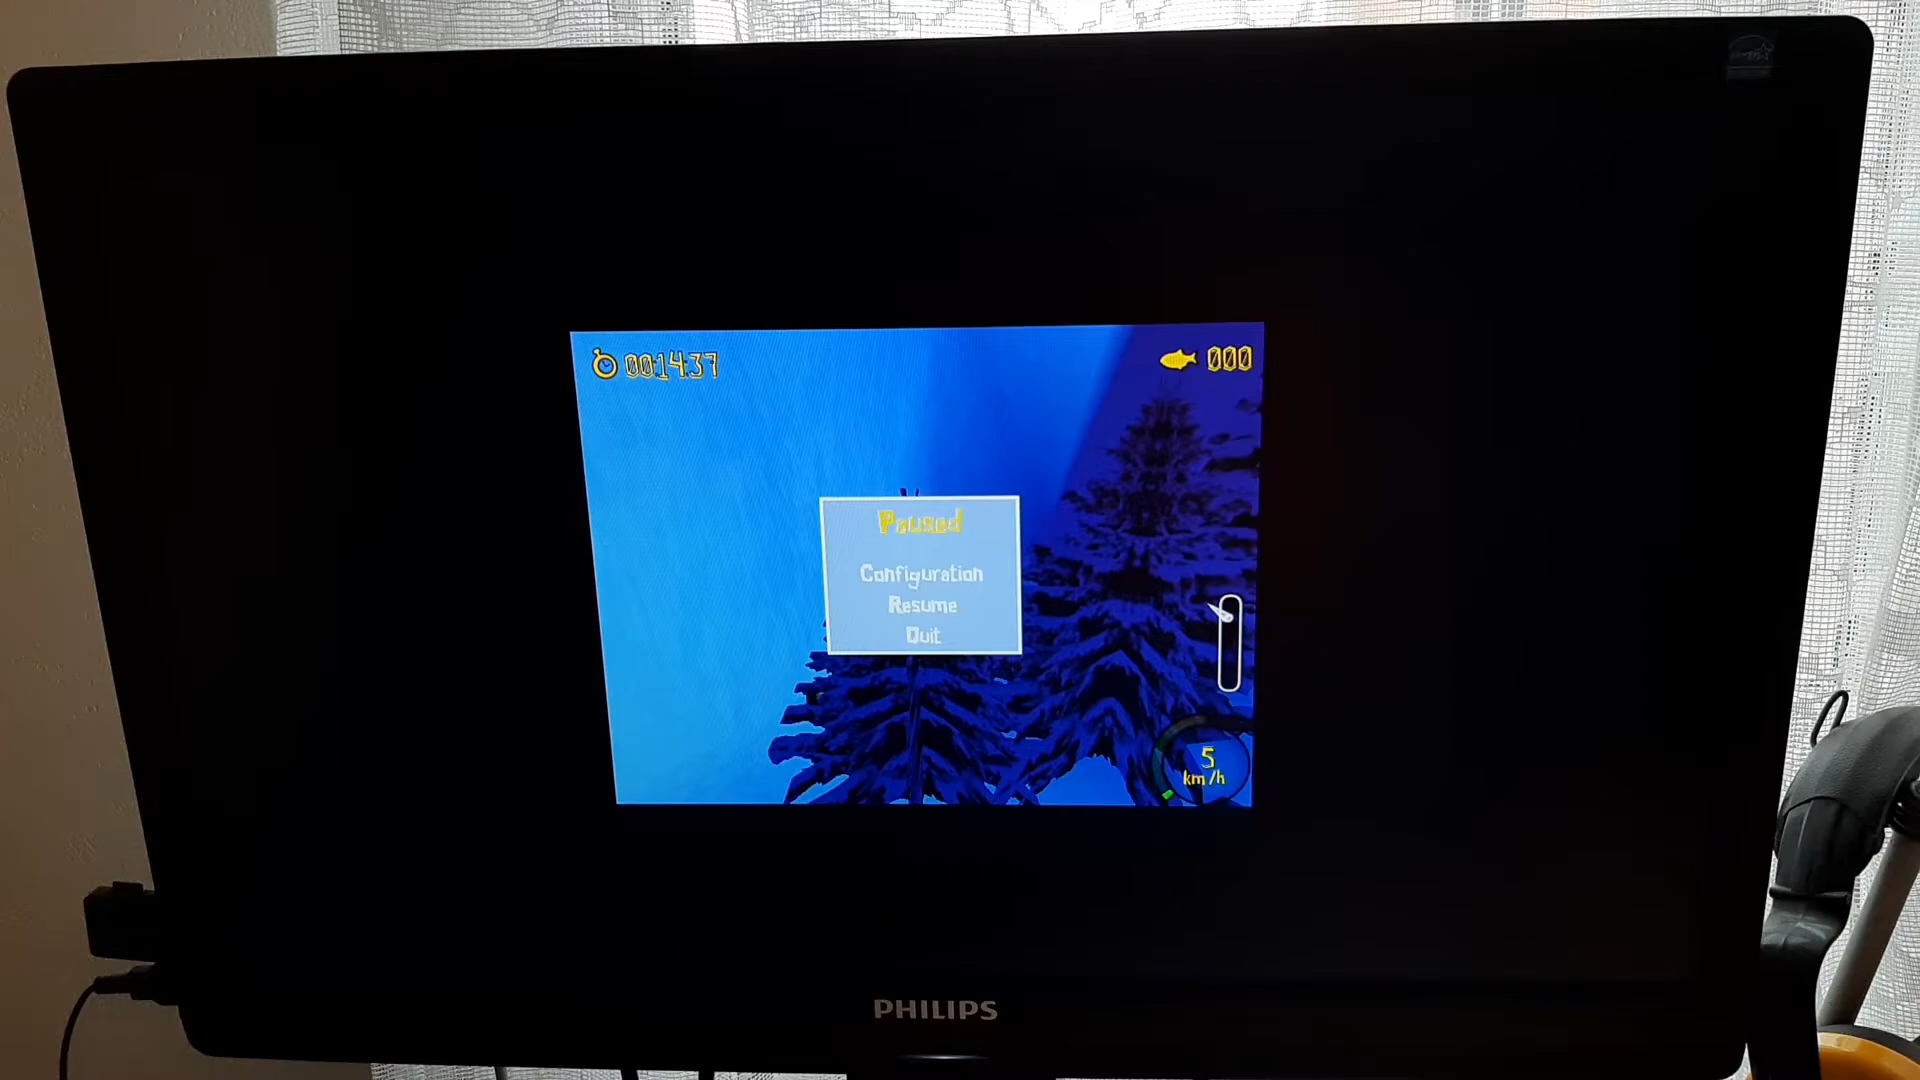 00:14:37
000
Paused
Configuration
Resume
Quit
5
km/h
PHILIPS